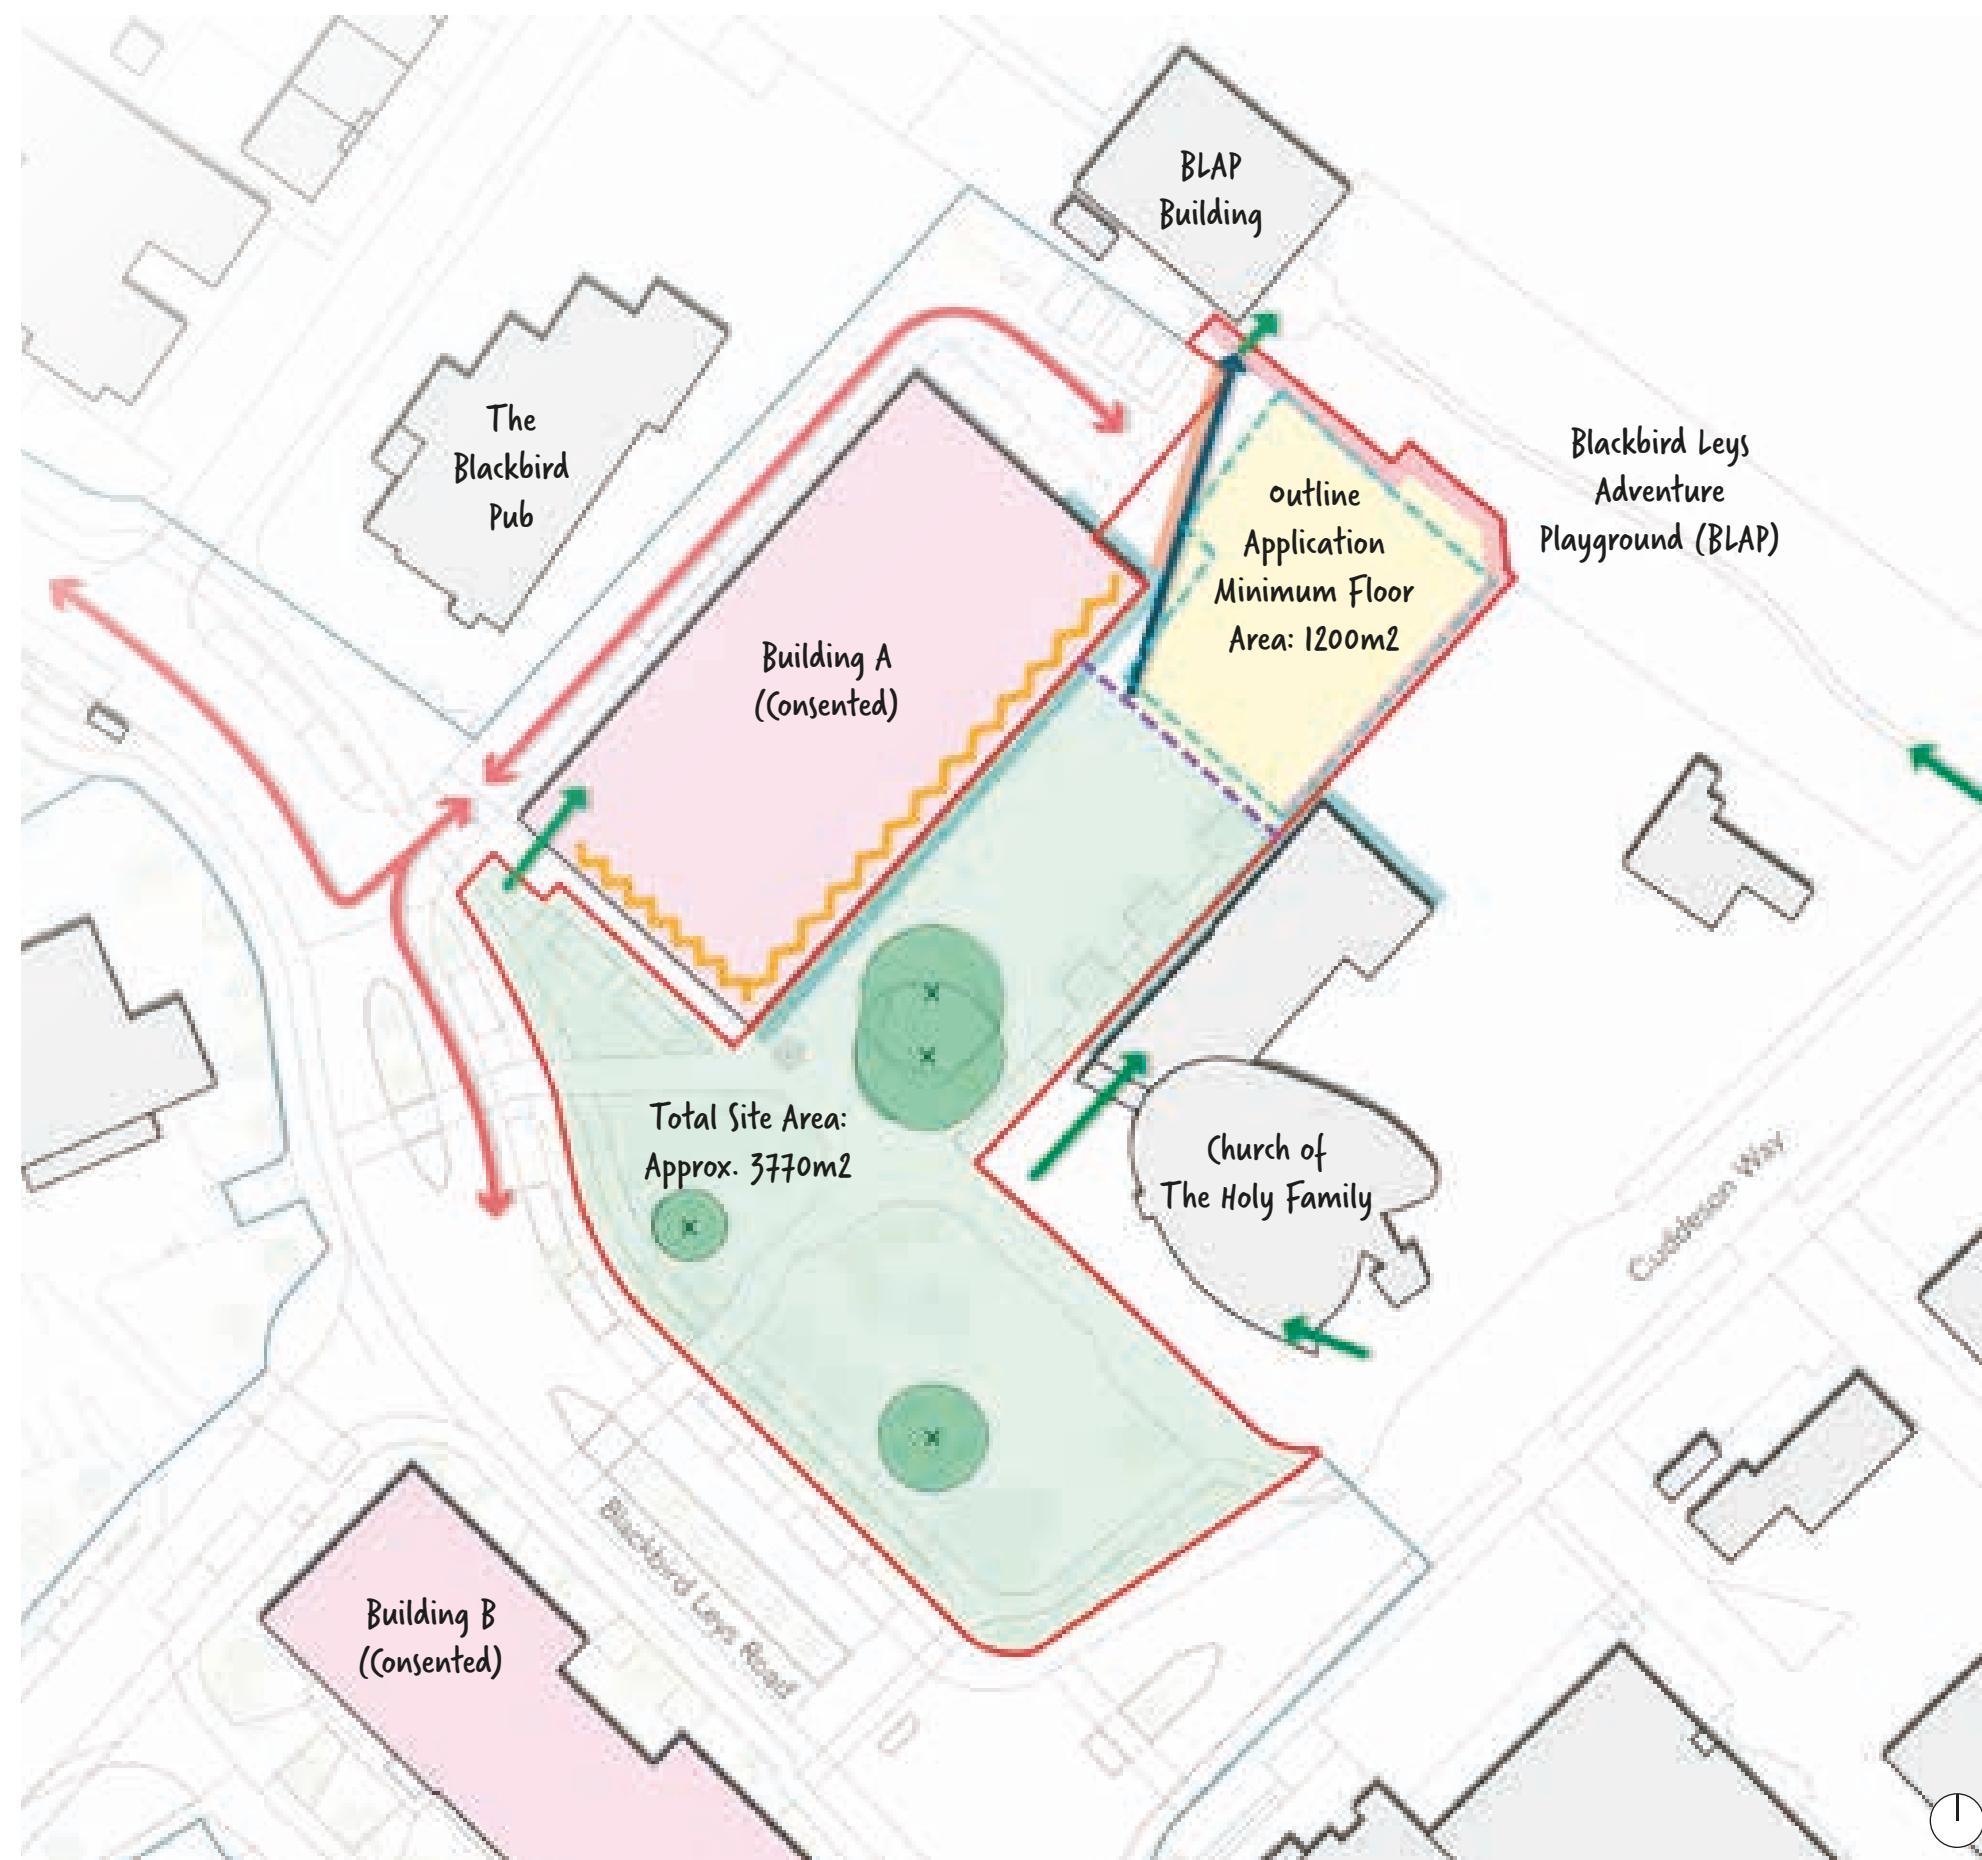 BLAP
Building
The
Blackbird
Pub
Blackbird Leys
Adventure
Playground (BLAP)
Outline
Application
Minimum Floor
Area: 1200m2
Building A
(Consented)
Total Site Area:
Approx. 3770m2
Church of
The Holy Family
Cuddeson Way
Blackbird Leys Road
Building B
(Consented)